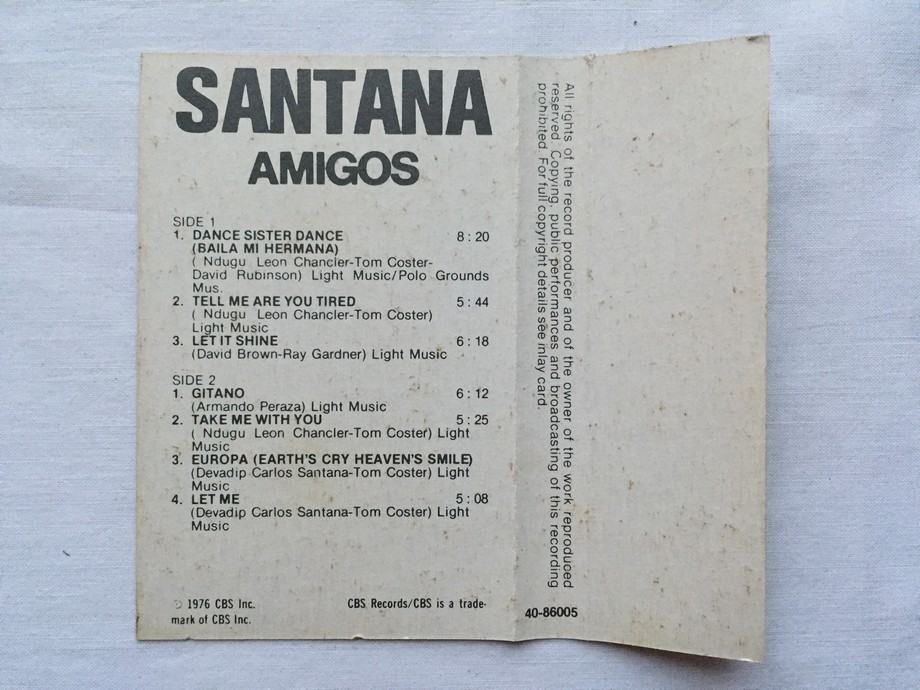 SANTANA
AMIGOS
SIDE 1
1. DANCE SISTER DANCE 8:20
(BAILA MI HERMANA)
( Ndugu Leon Chancler-Tom Coster-
David Rubinson) Light Music/Polo Grounds
Mus.
2. TELL ME ARE YOU TIRED 5:44
( Ndugu Leon Chancler-Tom Coster)
Light Music
3. LET IT SHINE 6:18
(David Brown-Ray Gardner) Light Music
SIDE 2
1. GITANO 6:12
(Armando Peraza) Light Music
2. TAKE ME WITH YOU 5:25
( Ndugu Leon Chancler-Tom Coster) Light
Music
3. EUROPA (EARTH'S CRY HEAVEN'S SMILE)
(Devadip Carlos Santana-Tom Coster) Light
Music
4. LET ME 5:08
(Devadip Carlos Santana-Tom Coster) Light
Music
℗ 1976 CBS Inc. CBS Records/CBS is a trade-
mark of CBS Inc.
All rights of the record producer and of the owner of the work reproduoed
reserved. Copying, public performances and broadcasting of this recording
prohibited. For full copyright details see inlay card.
40-86005